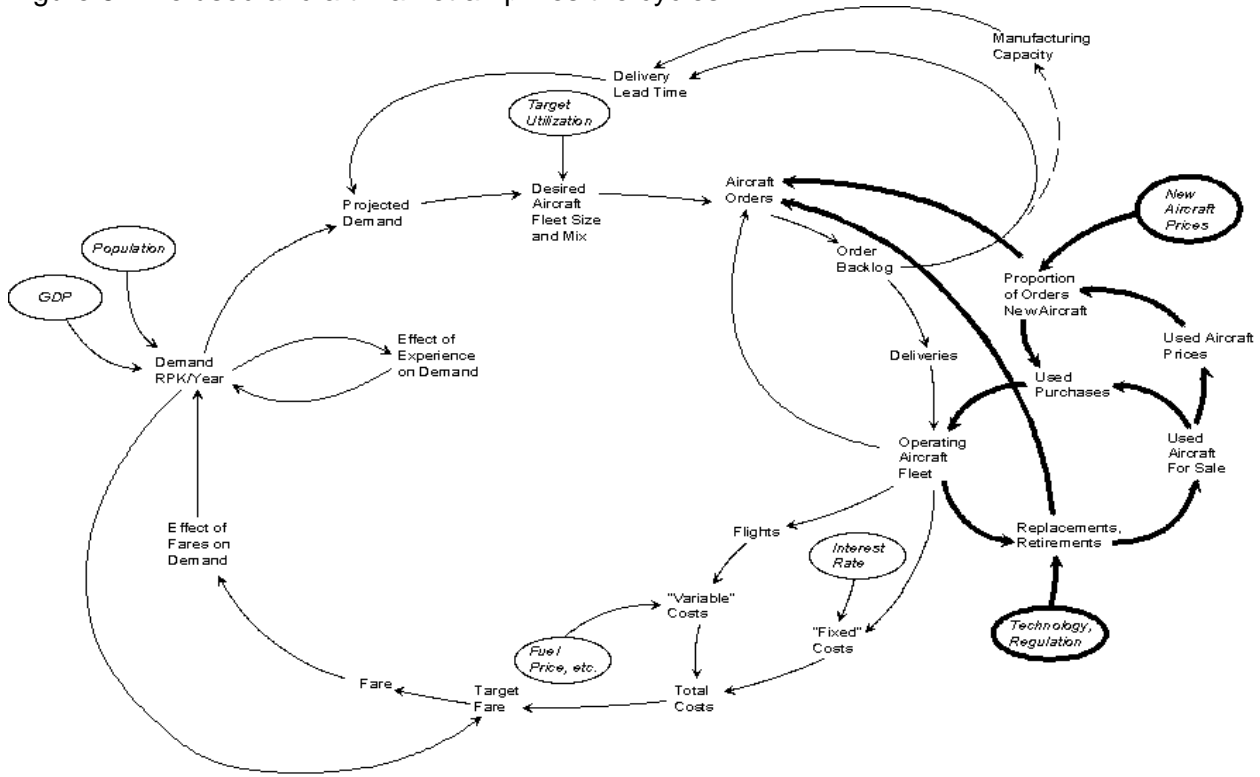 Manufacturing
Capacity
Delivery
Lead Time
Target
Utilization
Aircraft
Orders
Desired
Aircraft
Fleet Size
and Mix
Projected
Demand
New
Aircraft
Prices
Population
Order
Backlog
GDP
Proportion
of Orders
New Aircraft
Effect of
Experience
on Demand
Used Aircraft
Prices
Demand
RPK/Year
Deliveries
Used
Purchases
Operating
Aircraft
Fleet
Used
Aircraft
For Sale
Effect of
Fares on
Demand
Flights
Interest
Rate
Replacements,
Retirements
"Variable"
Costs
"Fixed"
Costs
Technology,
Regulation
Fuel
Price, etc.
Fare
Target
Fare
Total
Costs